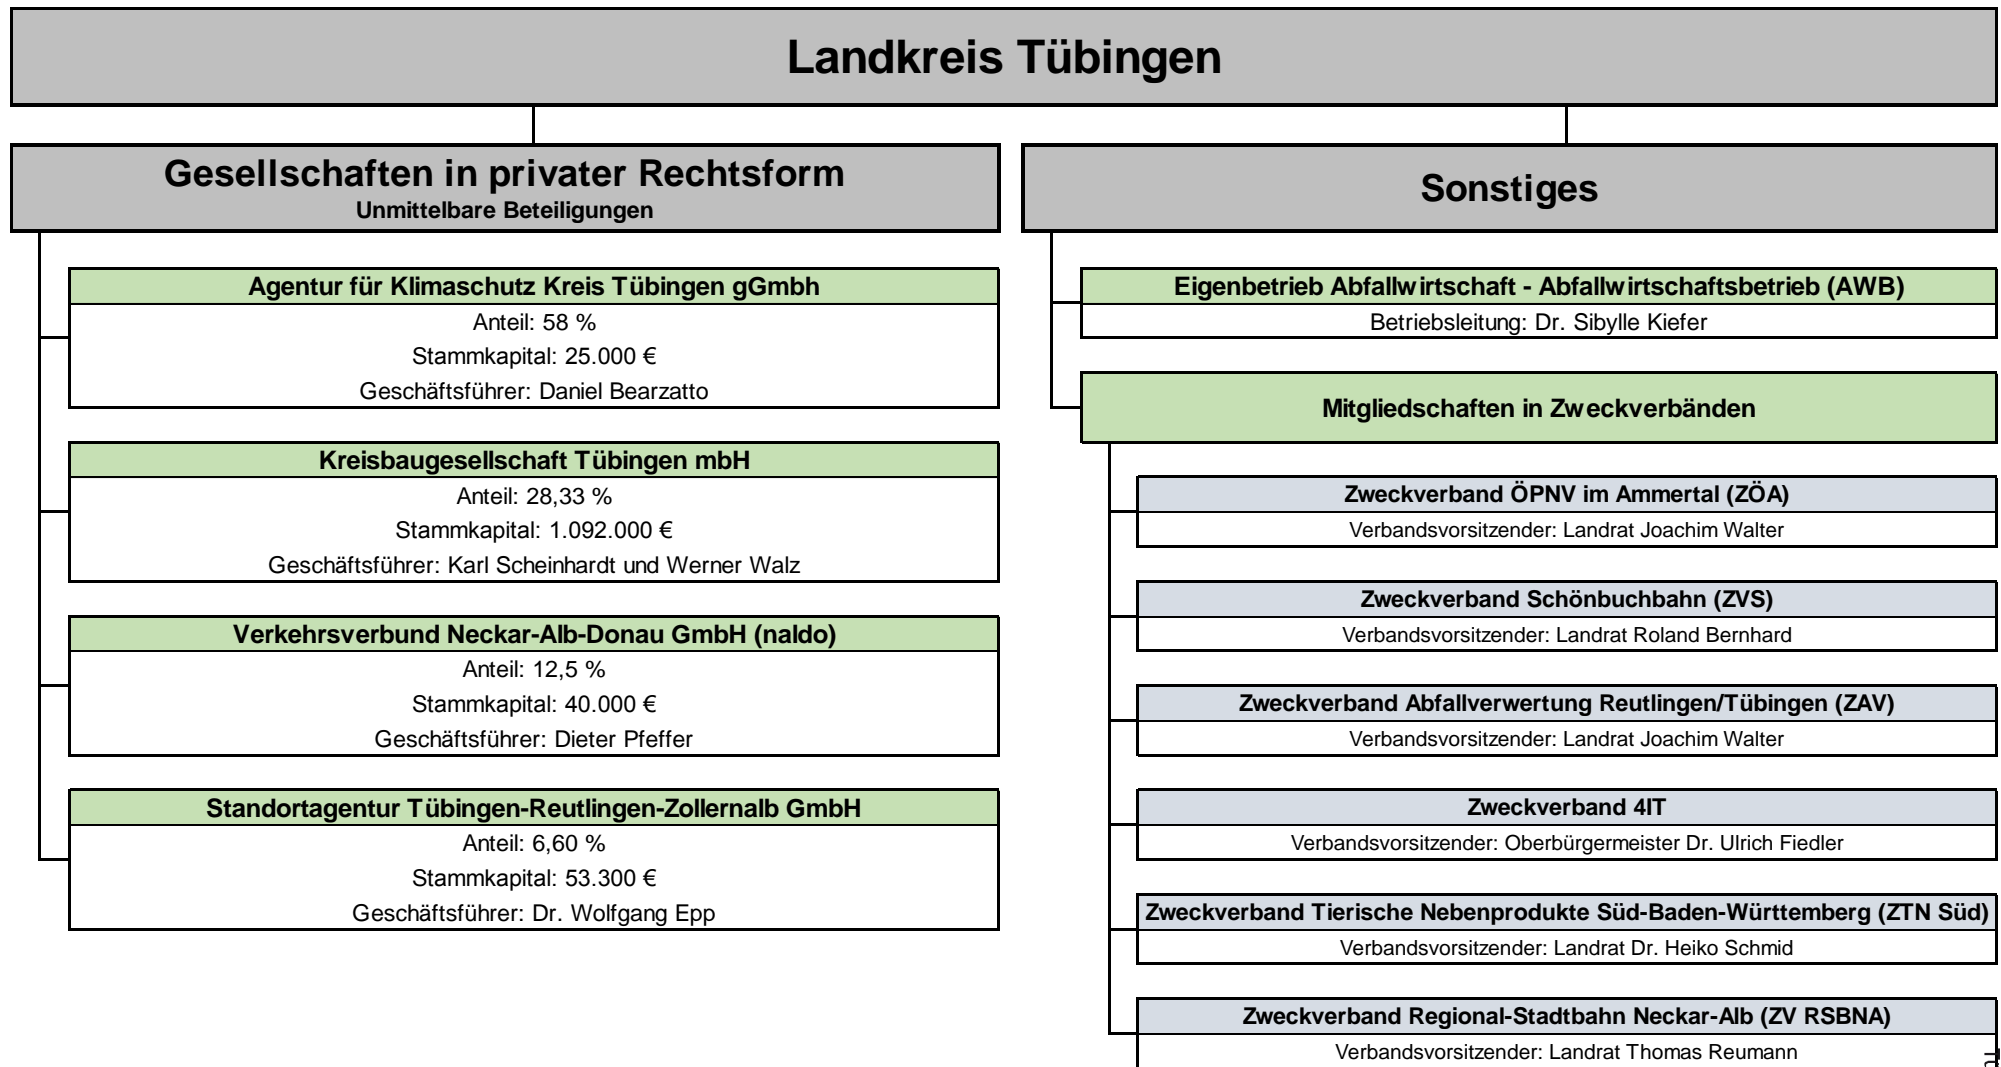 Landkreis Tübingen
Gesellschaften in privater Rechtsform
Unmittelbare Beteiligungen
Agentur für Klimaschutz Kreis Tübingen gGmbh
Anteil: 58 %
Stammkapital: 25.000 €
Geschäftsführer: Daniel Bearzatto
Kreisbaugesellschaft Tübingen mbH
Anteil: 28,33 %
Stammkapital: 1.092.000 €
Geschäftsführer: Karl Scheinhardt und Werner Walz
Verkehrsverbund Neckar-Alb-Donau GmbH (naldo)
Anteil: 12,5 %
Stammkapital: 40.000 €
Geschäftsführer: Dieter Pfeffer
Standortagentur Tübingen-Reutlingen-Zollernalb GmbH
Anteil: 6,60 %
Stammkapital: 53.300 €
Geschäftsführer: Dr. Wolfgang Epp
Sonstiges
Eigenbetrieb Abfallwirtschaft - Abfallwirtschaftsbetrieb (AWB)
Betriebsleitung: Dr. Sibylle Kiefer
Mitgliedschaften in Zweckverbänden
Zweckverband ÖPNV im Ammertal (ZÖA)
Verbandsvorsitzender: Landrat Joachim Walter
Zweckverband Schönbuchbahn (ZVS)
Verbandsvorsitzender: Landrat Roland Bernhard
Zweckverband Abfallverwertung Reutlingen/Tübingen (ZAV)
Verbandsvorsitzender: Landrat Joachim Walter
Zweckverband 4IT
Verbandsvorsitzender: Oberbürgermeister Dr. Ulrich Fiedler
Zweckverband Tierische Nebenprodukte Süd-Baden-Württemberg (ZTN Süd)
Verbandsvorsitzender: Landrat Dr. Heiko Schmid
Zweckverband Regional-Stadtbahn Neckar-Alb (ZV RSBNA)
Verbandsvorsitzender: Landrat Thomas Reumann